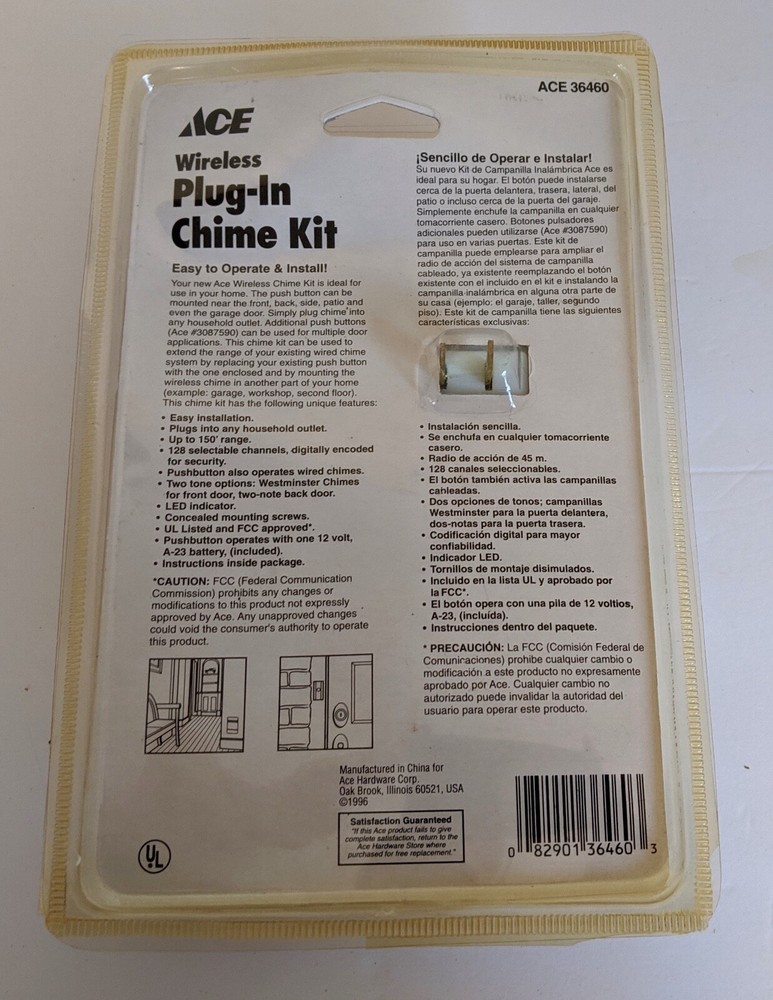 ACE 36460
ACE
Wireless
Plug-In
Chime Kit
Easy to Operate & Install!
Your new Ace Wireless Chime Kit is ideal for
use in your home. The push button can be
mounted near the front, back, side, patio and
even the garage door. Simply plug chime into
any household outlet. Additional push buttons
(Ace #3087590) can be used for multiple door
applications. This chime kit can be used to
extend the range of your existing wired chime
system by replacing your existing push button
with the one enclosed and by mounting the
wireless chime in another part of your home
(example: garage, workshop, second floor).
This chime kit has the following unique features:
• Easy installation.
• Plugs into any household outlet.
• Up to 150' range.
• 128 selectable channels, digitally encoded
for security.
• Pushbutton also operates wired chimes.
• Two tone options: Westminster Chimes
for front door, two-note back door.
• LED indicator.
• Concealed mounting screws.
• UL Listed and FCC approved*.
• Pushbutton operates with one 12 volt,
A-23 battery, (included).
• Instructions inside package.
*CAUTION: FCC (Federal Communication
Commission) prohibits any changes or
modifications to this product not expressly
approved by Ace. Any unapproved changes
could void the consumer's authority to operate
this product.
¡Sencillo de Operar e Instalar!
Su nuevo Kit de Campanilla Inalámbrica Ace es
ideal para su hogar. El botón puede instalarse
cerca de la puerta delantera, trasera, lateral, del
patio o incluso cerca de la puerta del garaje.
Simplemente enchufe la campanilla en cualquier
tomacorriente casero. Botones pulsadores
adicionales pueden utilizarse (Ace #3087590)
para uso en varias puertas. Este kit de
campanilla puede emplearse para ampliar el
radio de acción del sistema de campanilla
cableado, ya existente reemplazando el botón
existente con el incluido en el kit e instalando la
campanilla inalámbrica en alguna otra parte de
su casa (ejemplo: el garaje, taller, segundo
piso). Este kit de campanilla tiene las siguientes
características exclusivas:
• Instalación sencilla.
• Se enchufa en cualquier tomacorriente
casero.
• Radio de acción de 45 m.
• 128 canales seleccionables.
• El botón también activa las campanillas
cableadas.
• Dos opciones de tonos; campanillas
Westminster para la puerta delantera,
dos-notas para la puerta trasera.
• Codificación digital para mayor
confiabilidad.
• Indicador LED.
• Tornillos de montaje disimulados.
• Incluido en la lista UL y aprobado por
la FCC*.
• El botón opera con una pila de 12 voltios,
A-23, (incluída).
• Instrucciones dentro del paquete.
* PRECAUCIÓN: La FCC (Comisión Federal de
Comunicaciones) prohibe cualquier cambio o
modificación a este producto no expresamente
aprobado por Ace. Cualquier cambio no
autorizado puede invalidar la autoridad del
usuario para operar este producto.
Manufactured in China for
Ace Hardware Corp.
Oak Brook, Illinois 60521, USA
©1996
Satisfaction Guaranteed
"If this Ace product fails to give
complete satisfaction, return to the
Ace Hardware Store where
purchased for free replacement."
UL
0 82901 36460 3